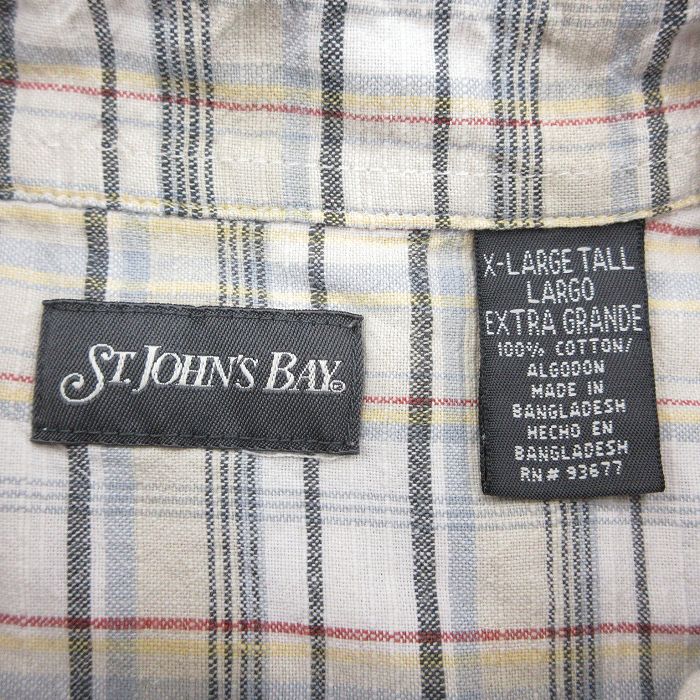 ST. JOHN'S BAY®
X-LARGE TALL
LARGO
EXTRA GRANDE
100% COTTON/
ALGODON
MADE IN
BANGLADESH
HECHO EN
BANGLADESH
RN# 93677